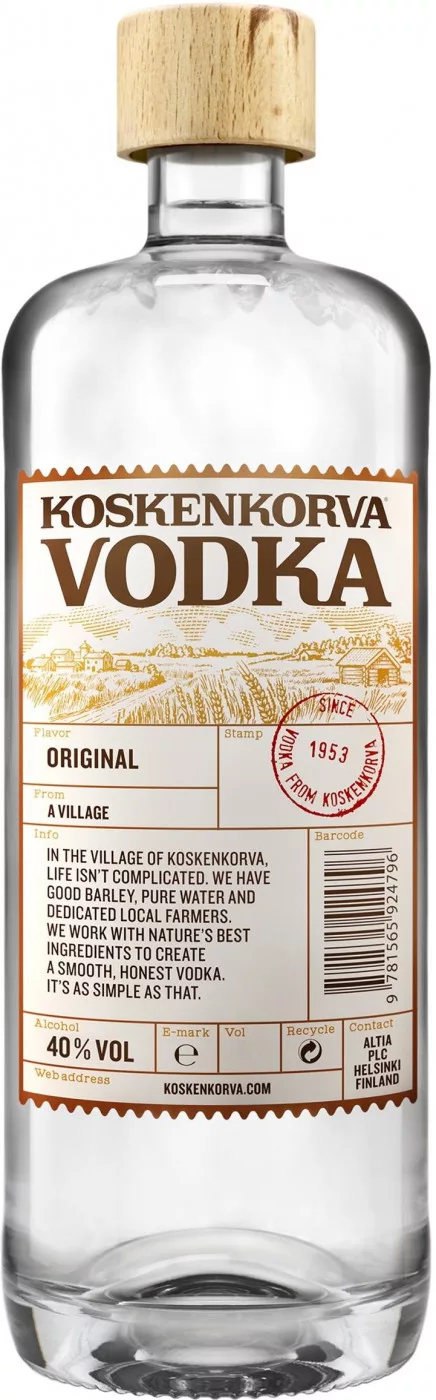 KOSKENKORVA®
VODKA
Flavor
ORIGINAL
Stamp
SINCE
1953
VODKA FROM KOSKENKORVA
From
A VILLAGE
Info
IN THE VILLAGE OF KOSKENKORVA,
LIFE ISN'T COMPLICATED. WE HAVE
GOOD BARLEY, PURE WATER AND
DEDICATED LOCAL FARMERS.
WE WORK WITH NATURE'S BEST
INGREDIENTS TO CREATE
A SMOOTH, HONEST VODKA.
IT'S AS SIMPLE AS THAT.
Barcode
9 781565 924796
Alcohol
40% VOL
E-mark
℮
Vol
Recycle
Contact
ALTIA
PLC
HELSINKI
FINLAND
Web address
KOSKENKORVA.COM